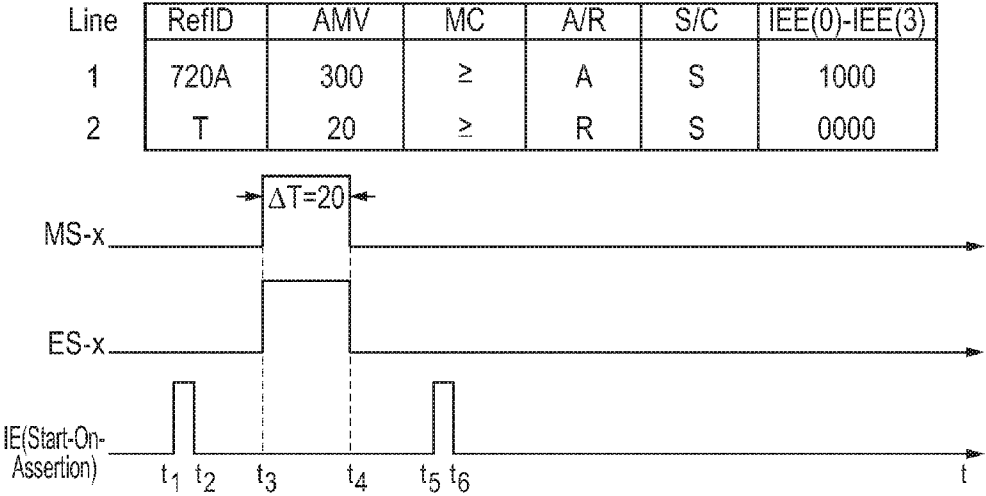 Line RefID AMV MC A/R S/C IEE(0)-IEE(3)
1 720A 300 ≥ A S 1000
2 T 20 ≥ R S 0000
ΔT=20
MS-x
ES-x
IE(Start-On-
Assertion)
t1 t2 t3 t4 t5 t6 t